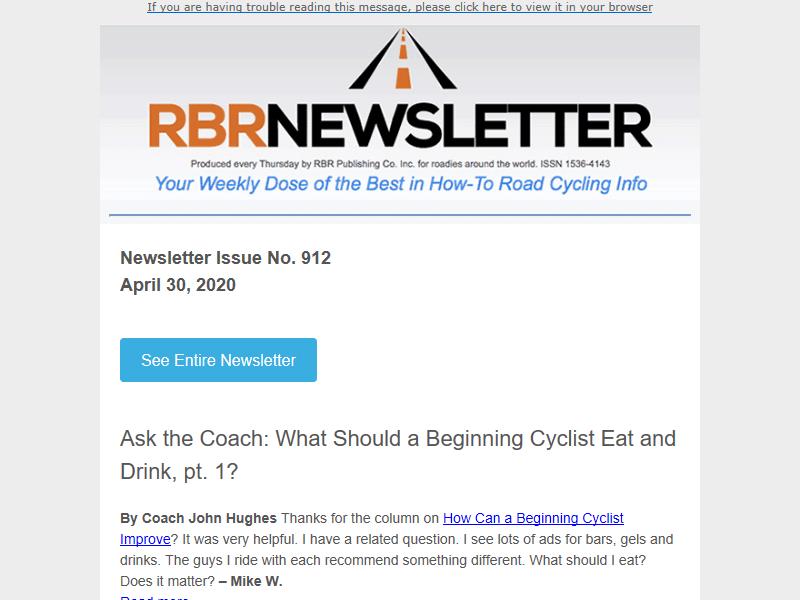 If you are having trouble reading this message, please click here to view it in your browser
RBRNEWSLETTER
Produced every Thursday by RBR Publishing Co. Inc. for roadies around the world. ISSN 1536-4143
Your Weekly Dose of the Best in How-To Road Cycling Info
Newsletter Issue No. 912
April 30, 2020
See Entire Newsletter
Ask the Coach: What Should a Beginning Cyclist Eat and
Drink, pt. 1?
By Coach John Hughes Thanks for the column on How Can a Beginning Cyclist
Improve? It was very helpful. I have a related question. I see lots of ads for bars, gels and
drinks. The guys I ride with each recommend something different. What should I eat?
Does it matter? – Mike W.
Read more